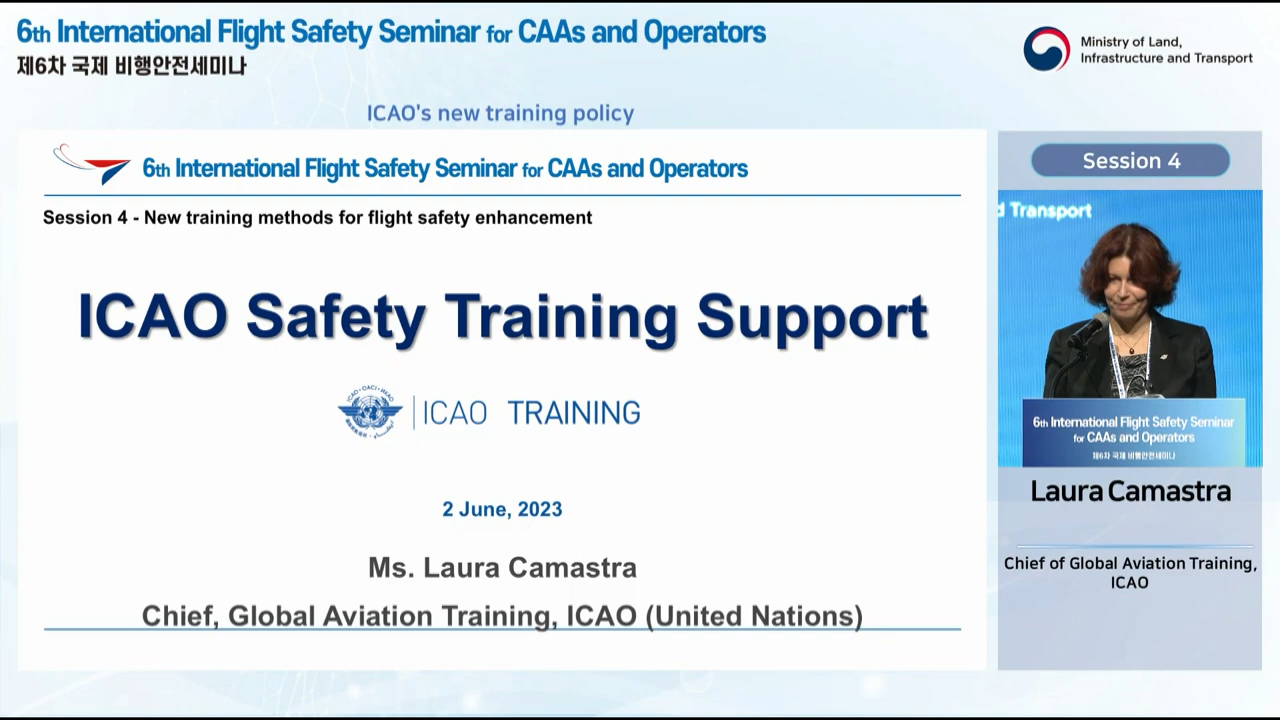 6th International Flight Safety Seminar for CAAs and Operators
제6차 국제 비행안전세미나
Ministry of Land,
Infrastructure and Transport
ICAO's new training policy
6th International Flight Safety Seminar for CAAs and Operators
Session 4 - New training methods for flight safety enhancement
ICAO Safety Training Support
ICAO TRAINING
2 June, 2023
Ms. Laura Camastra
Chief, Global Aviation Training, ICAO (United Nations)
Session 4
d Transport
6th International Flight Safety Seminar
for CAAs and Operators
제6차 국제 비행안전세미나
Laura Camastra
Chief of Global Aviation Training,
ICAO